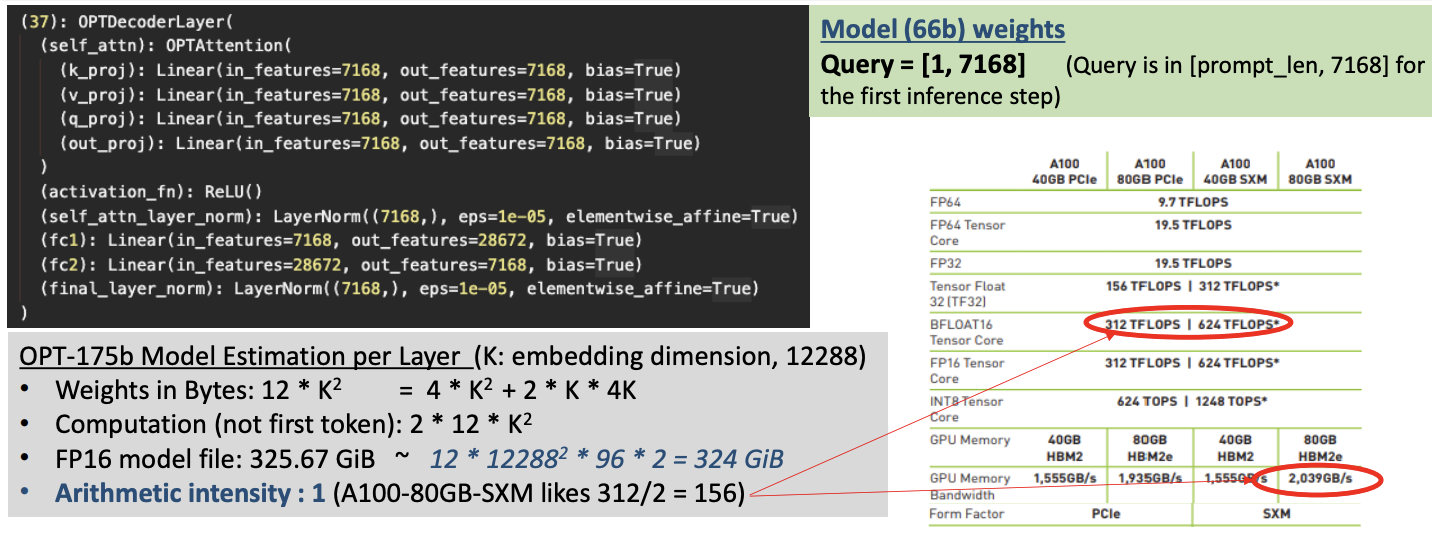 (37): OPTDecoderLayer(
(self_attn): OPTAttention(
(k_proj): Linear(in_features=7168, out_features=7168, bias=True)
(v_proj): Linear(in_features=7168, out_features=7168, bias=True)
(q_proj): Linear(in_features=7168, out_features=7168, bias=True)
(out_proj): Linear(in_features=7168, out_features=7168, bias=True)
)
(activation_fn): ReLU()
(self_attn_layer_norm): LayerNorm((7168,), eps=1e-05, elementwise_affine=True)
(fc1): Linear(in_features=7168, out_features=28672, bias=True)
(fc2): Linear(in_features=28672, out_features=7168, bias=True)
(final_layer_norm): LayerNorm((7168,), eps=1e-05, elementwise_affine=True)
)
Model (66b) weights
Query = [1, 7168] (Query is in [prompt_len, 7168] for
the first inference step)
OPT-175b Model Estimation per Layer (K: embedding dimension, 12288)
• Weights in Bytes: 12 * K² = 4 * K² + 2 * K * 4K
• Computation (not first token): 2 * 12 * K²
• FP16 model file: 325.67 GiB ~ 12 * 12288² * 96 * 2 = 324 GiB
• Arithmetic intensity : 1 (A100-80GB-SXM likes 312/2 = 156)
A100 A100 A100 A100
40GB PCIe 80GB PCIe 40GB SXM 80GB SXM
FP64 9.7 TFLOPS
FP64 Tensor 19.5 TFLOPS
Core
FP32 19.5 TFLOPS
Tensor Float 156 TFLOPS | 312 TFLOPS*
32 (TF32)
BFLOAT16 312 TFLOPS | 624 TFLOPS*
Tensor Core
FP16 Tensor 312 TFLOPS | 624 TFLOPS*
Core
INT8 Tensor 624 TOPS | 1248 TOPS*
Core
GPU Memory 40GB 80GB 40GB 80GB
HBM2 HBM2e HBM2 HBM2e
GPU Memory 1,555GB/s 1,935GB/s 1,555GB/s 2,039GB/s
Bandwidth
Form Factor PCIe SXM